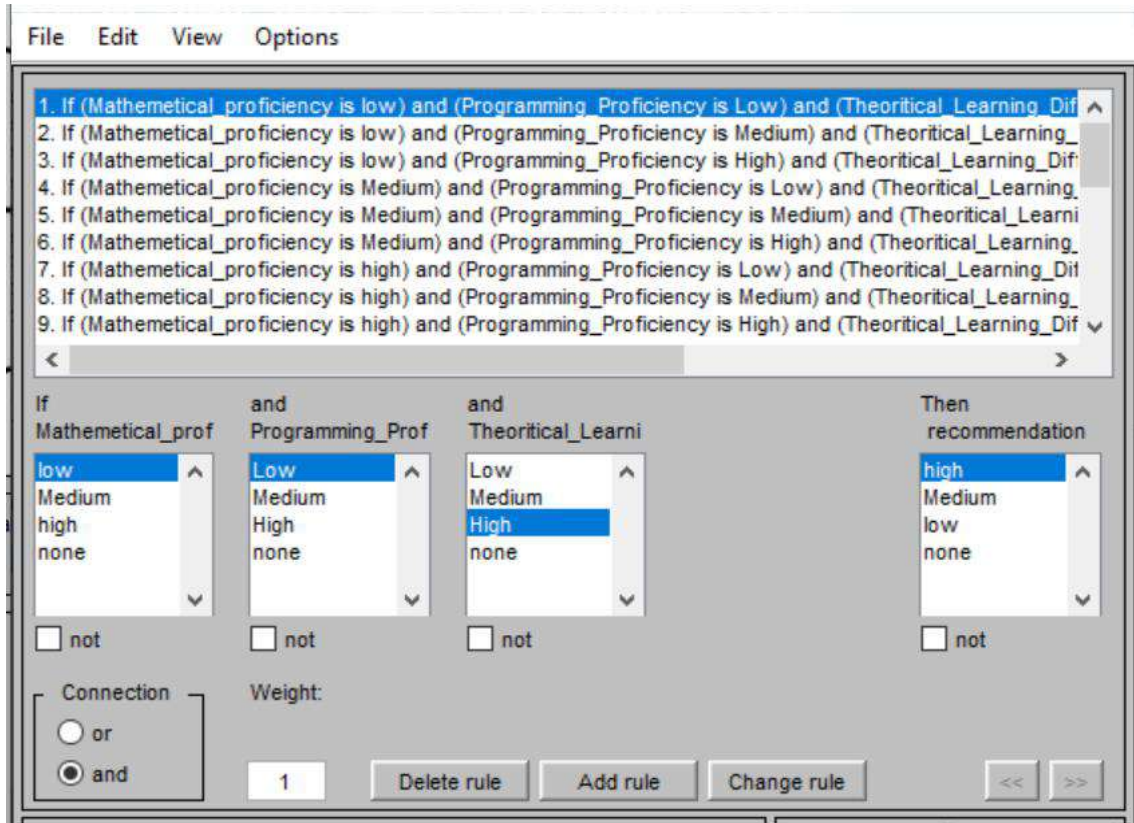 File Edit View Options
1. If (Mathemetical_proficiency is low) and (Programming_Proficiency is Low) and (Theoritical_Learning_Dif
2. If (Mathemetical_proficiency is low) and (Programming_Proficiency is Medium) and (Theoritical_Learning_
3. If (Mathemetical_proficiency is low) and (Programming_Proficiency is High) and (Theoritical_Learning_Dif
4. If (Mathemetical_proficiency is Medium) and (Programming_Proficiency is Low) and (Theoritical_Learning_
5. If (Mathemetical_proficiency is Medium) and (Programming_Proficiency is Medium) and (Theoritical_Learni
6. If (Mathemetical_proficiency is Medium) and (Programming_Proficiency is High) and (Theoritical_Learning_
7. If (Mathemetical_proficiency is high) and (Programming_Proficiency is Low) and (Theoritical_Learning_Dif
8. If (Mathemetical_proficiency is high) and (Programming_Proficiency is Medium) and (Theoritical_Learning_
9. If (Mathemetical_proficiency is high) and (Programming_Proficiency is High) and (Theoritical_Learning_Dif
If and and Then
Mathemetical_prof Programming_Prof Theoritical_Learni recommendation
low Low Low high
Medium Medium Medium Medium
high High High low
none none none none
not not not not
Connection Weight:
or
and 1 Delete rule Add rule Change rule << >>